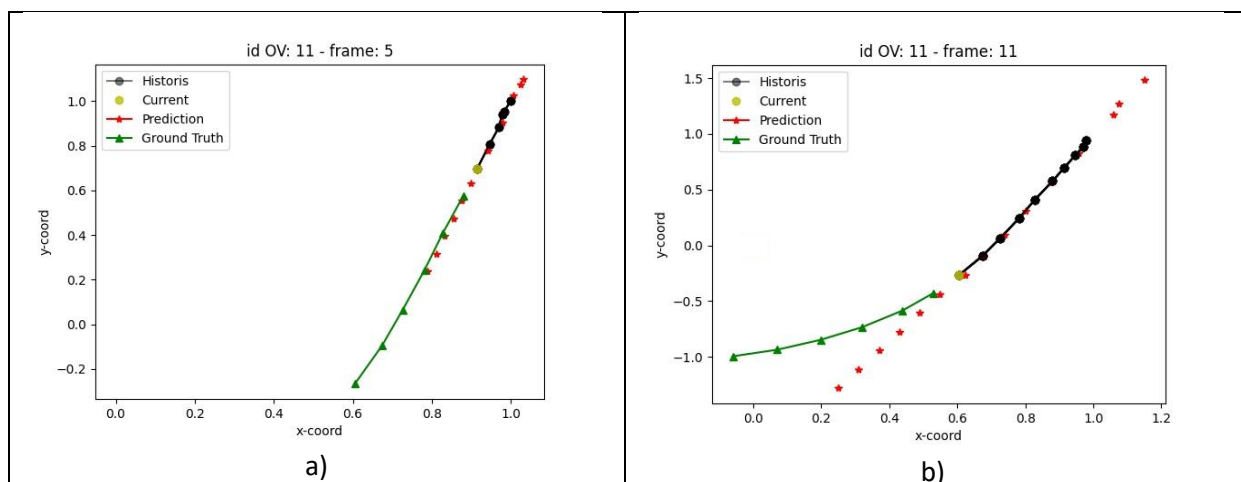 id OV: 11 - frame: 5
Historis
Current
Prediction
Ground Truth
1.0
0.8
0.6
0.4
0.2
0.0
−0.2
y-coord
0.0 0.2 0.4 0.6 0.8 1.0
x-coord
a)
id OV: 11 - frame: 11
Historis
Current
Prediction
Ground Truth
1.5
1.0
0.5
0.0
−0.5
−1.0
y-coord
0.0 0.2 0.4 0.6 0.8 1.0 1.2
x-coord
b)